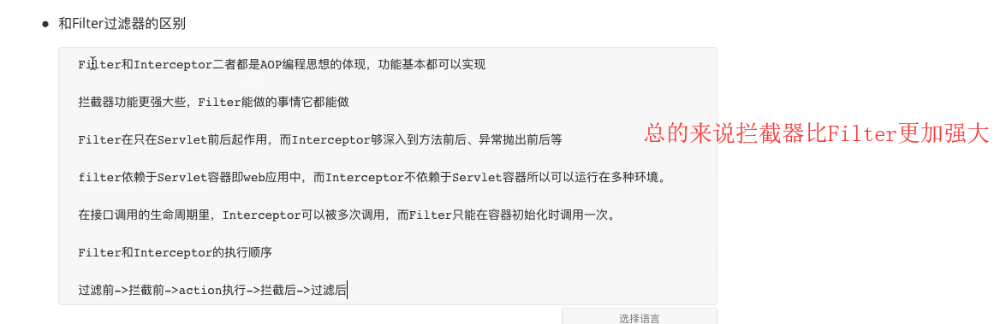 和Filter过滤器的区别
Filter和Interceptor二者都是AOP编程思想的体现，功能基本都可以实现
拦截器功能更强大些，Filter能做的事情它都能做
总的来说拦截器比Filter更加强大
Filter在只在Servlet前后起作用，而Interceptor够深入到方法前后、异常抛出前后等
filter依赖于Servlet容器即web应用中，而Interceptor不依赖于Servlet容器所以可以运行在多种环境。
在接口调用的生命周期里，Interceptor可以被多次调用，而Filter只能在容器初始化时调用一次。
Filter和Interceptor的执行顺序
过滤前->拦截前->action执行->拦截后->过滤后
选择语言